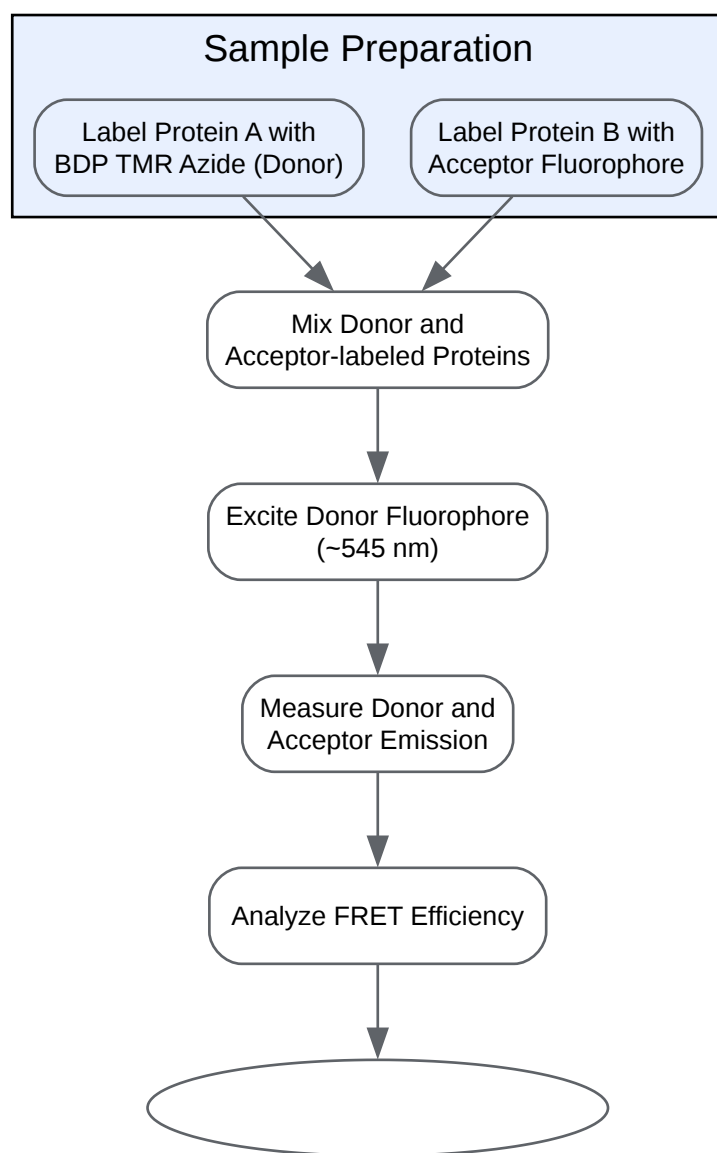 Sample Preparation
Label Protein A with
BDP TMR Azide (Donor)
Label Protein B with
Acceptor Fluorophore
Mix Donor and
Acceptor-labeled Proteins
Excite Donor Fluorophore
(~545 nm)
Measure Donor and
Acceptor Emission
Analyze FRET Efficiency